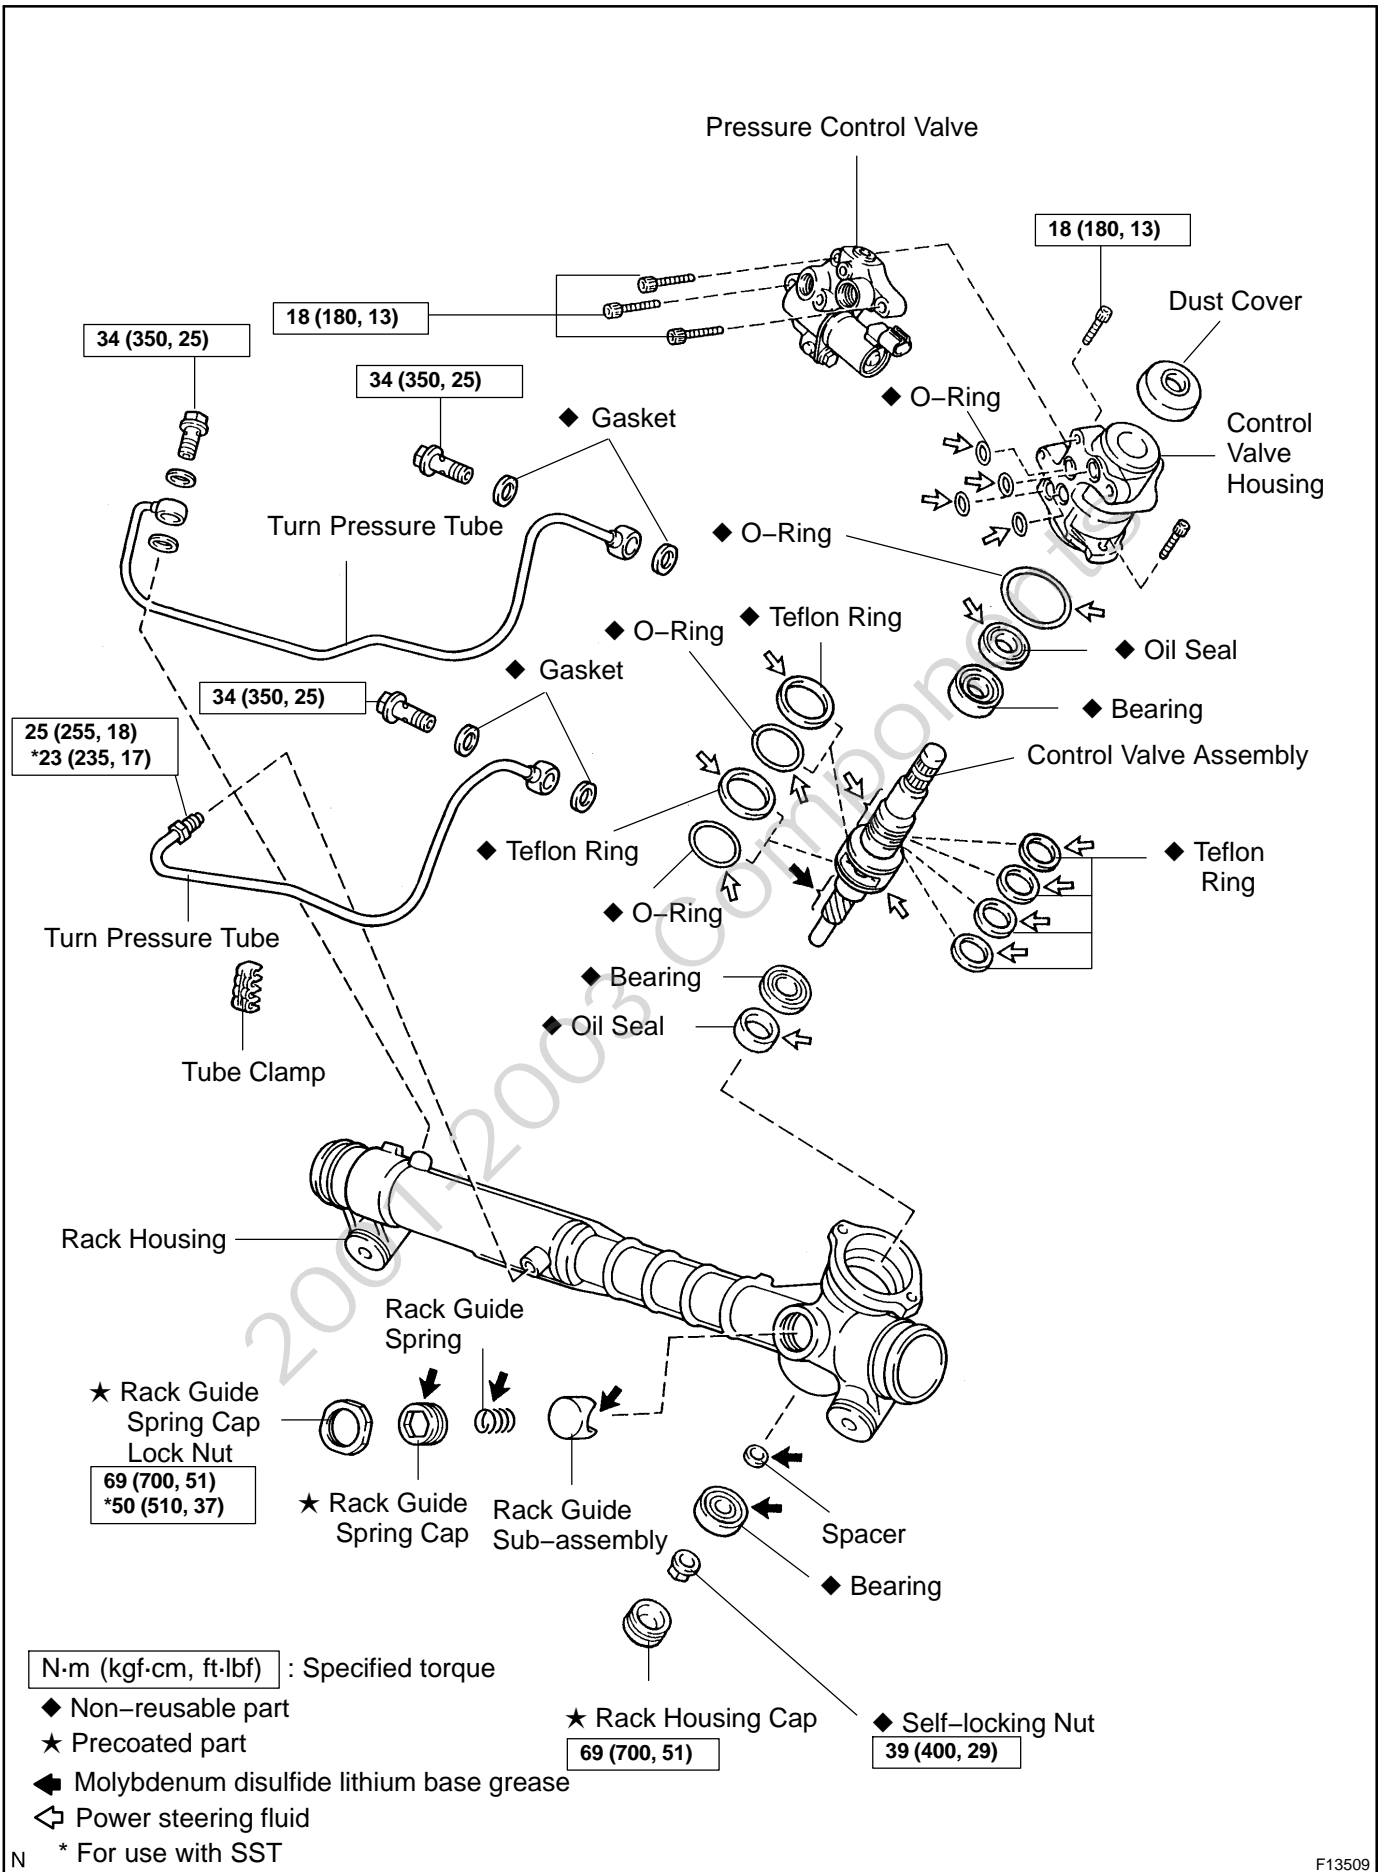 Pressure Control Valve
18 (180, 13)
Dust Cover
18 (180, 13)
34 (350, 25)
34 (350, 25)
◆ O−Ring
◆ Gasket
Control
Valve
Housing
Turn Pressure Tube
◆ O−Ring
◆ Teflon Ring
◆ O−Ring
◆ Oil Seal
◆ Gasket
34 (350, 25)
◆ Bearing
25 (255, 18)
*23 (235, 17)
Control Valve Assembly
◆ Teflon Ring
◆ Teflon
Ring
◆ O−Ring
Turn Pressure Tube
◆ Bearing
◆ Oil Seal
Tube Clamp
2001-2003 Components
Rack Housing
Rack Guide
Spring
★ Rack Guide
Spring Cap
Lock Nut
69 (700, 51)
*50 (510, 37)
★ Rack Guide
Spring Cap
Rack Guide
Sub−assembly
Spacer
◆ Bearing
N·m (kgf·cm, ft·lbf) : Specified torque
◆ Non−reusable part
★ Rack Housing Cap
69 (700, 51)
◆ Self−locking Nut
39 (400, 29)
★ Precoated part
Molybdenum disulfide lithium base grease
Power steering fluid
* For use with SST
N
F13509